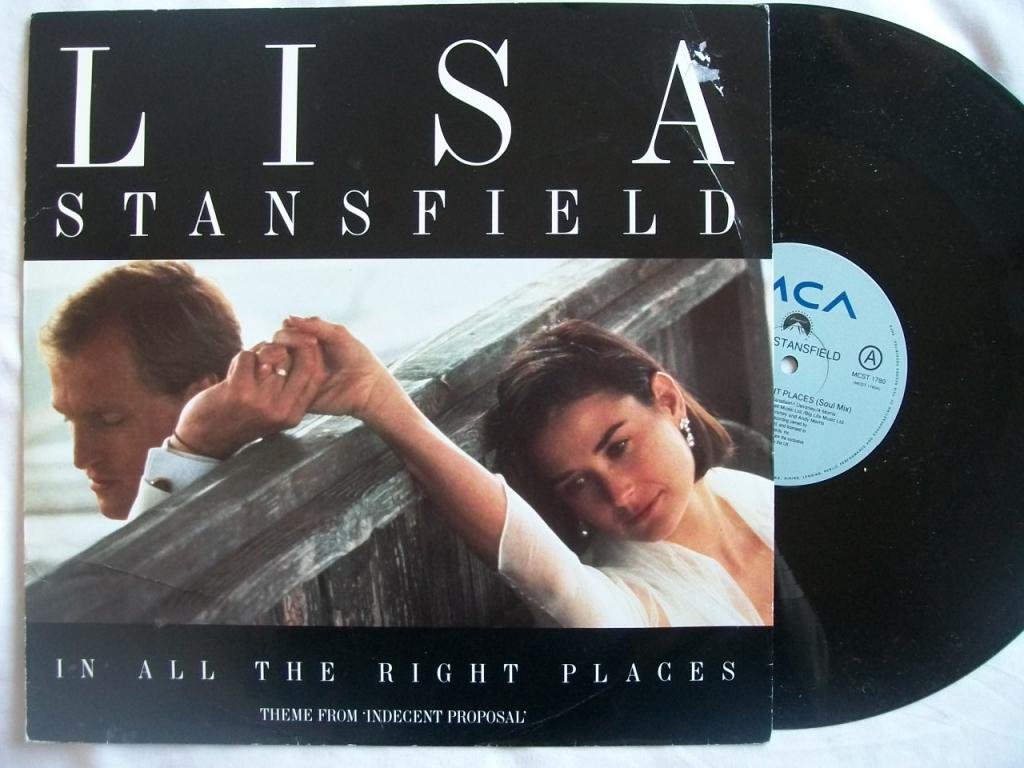 LISA
STANSFIELD
IN ALL THE RIGHT PLACES
THEME FROM 'INDECENT PROPOSAL'
MCA
STANSFIELD
A
MCST 1780
PLACES (Soul Mix)